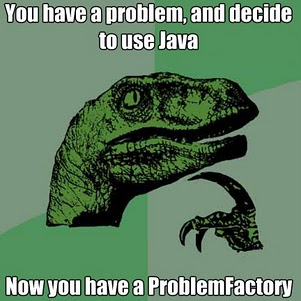 You have a problem, and decide
to use Java
Now you have a ProblemFactory